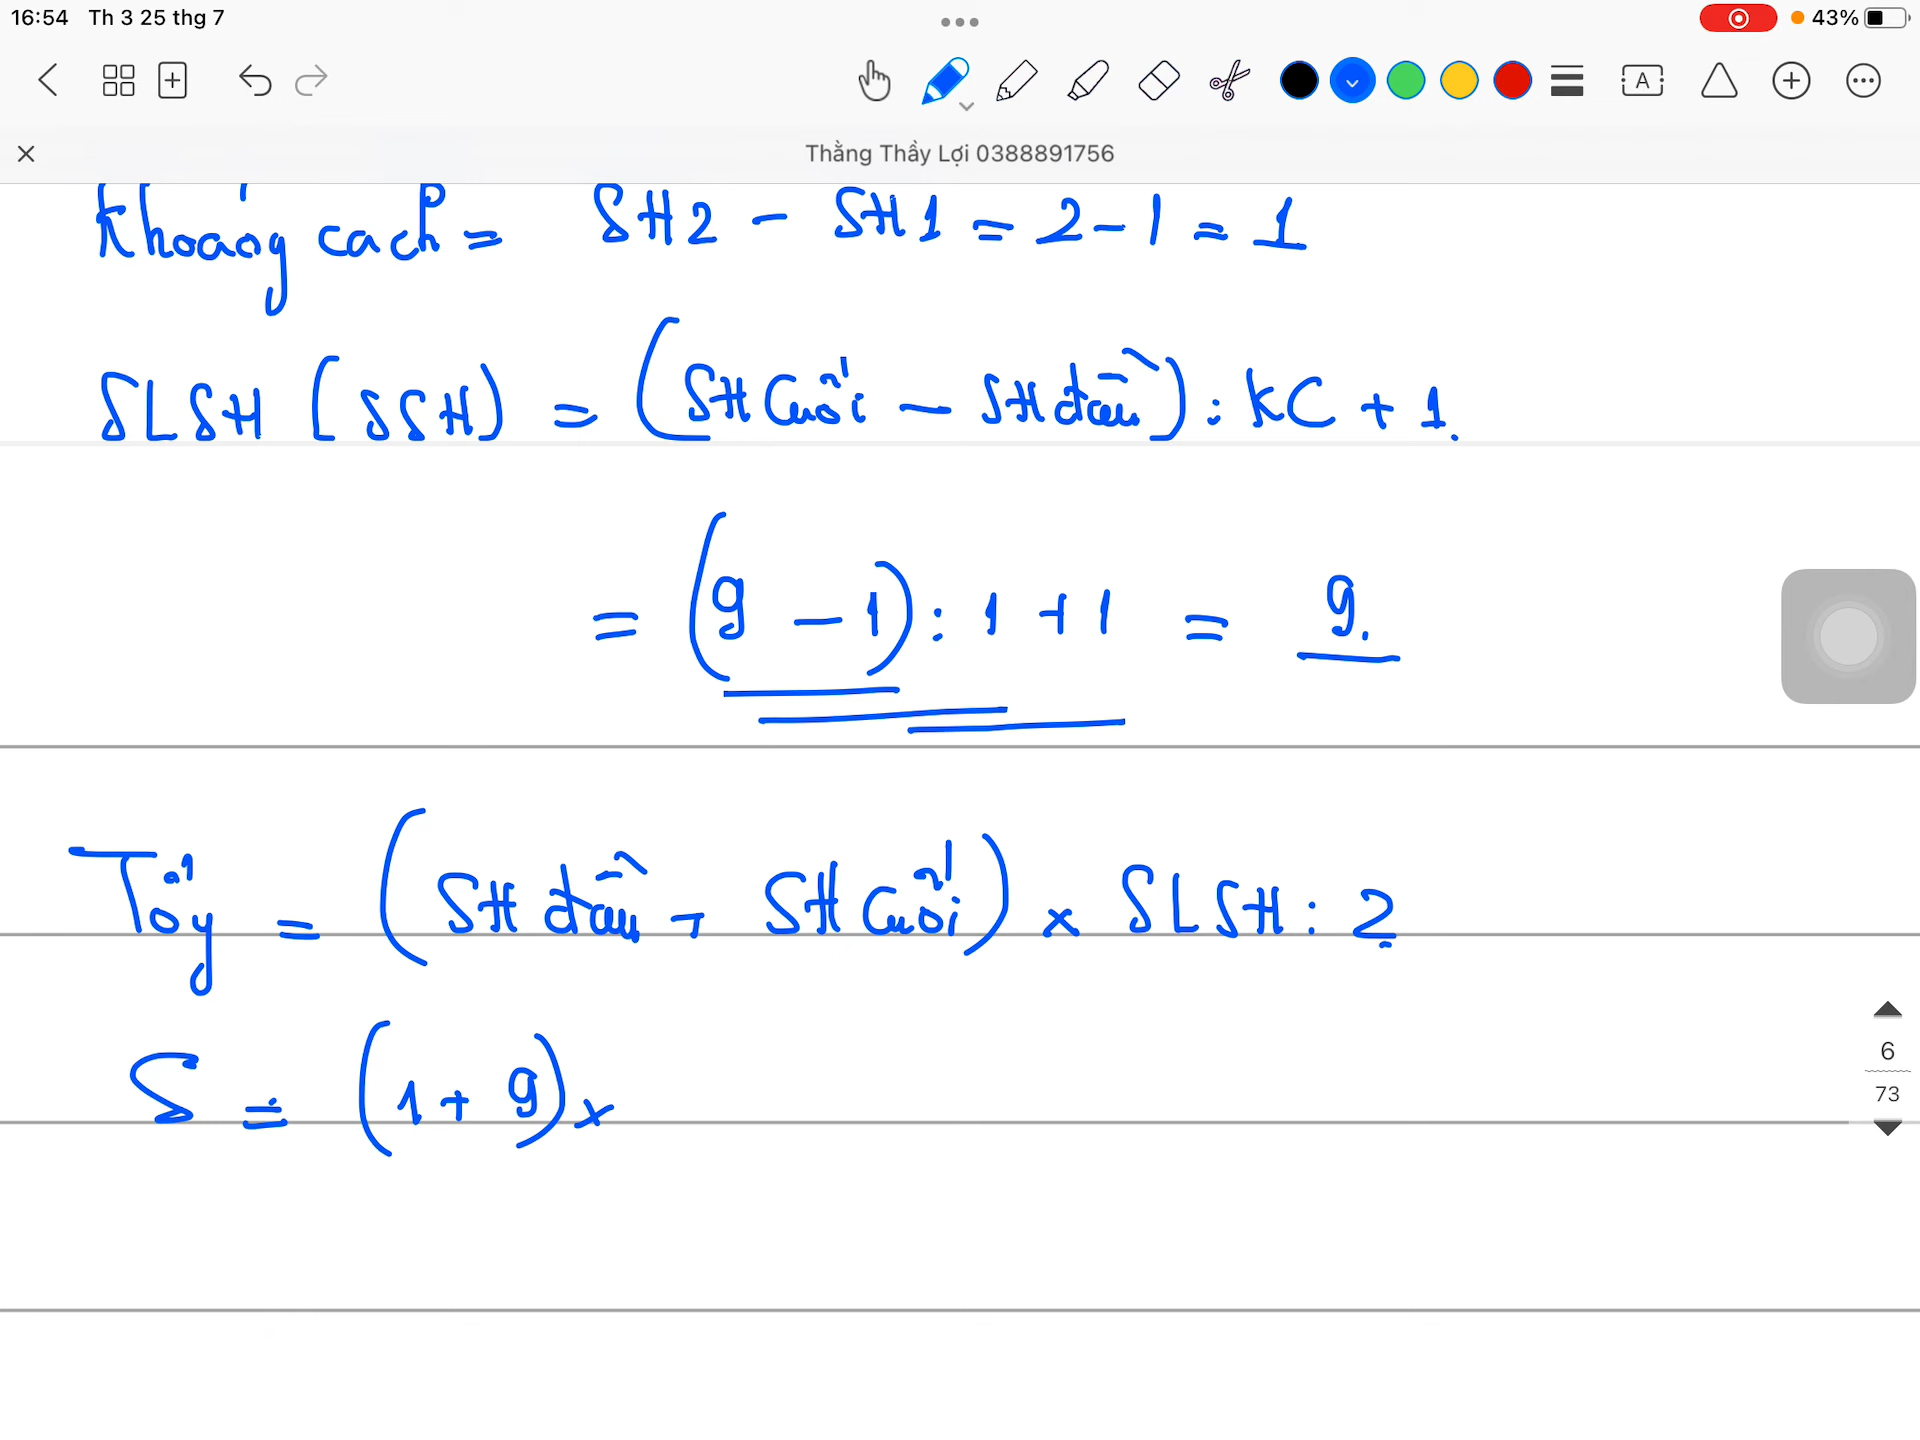 16:54 Th 3 25 thg 7 43%
A
Thằng Thầy Lợi 0388891756
Khoảng cách = SH2 - SH1 = 2-1 = 1
SLSH (SSH) = (SH Cuối - SH đầu) : KC + 1.
= (9 - 1) : 1 + 1 = 9.
Tổng = (SH đầu + SH Cuối) x SLSH : 2
S = (1 + 9) x
6
73